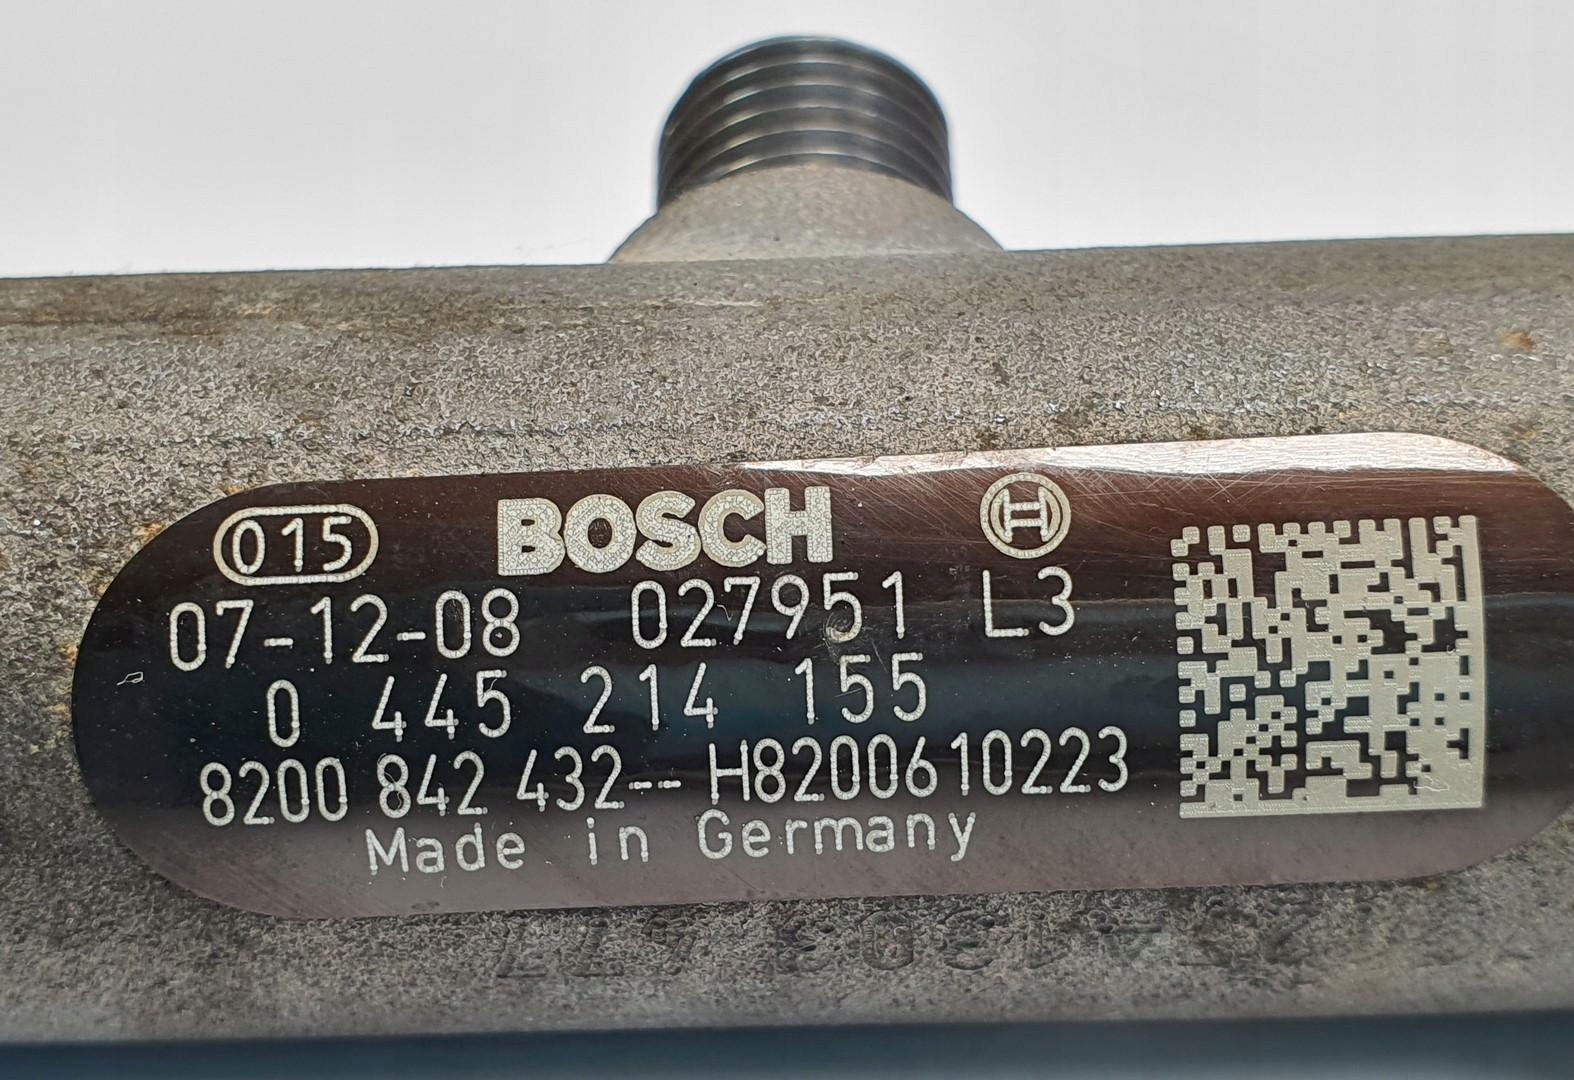 015 BOSCH
07-12-08 027951 L3
0 445 214 155
8200 842 432-- H8200610223
Made in Germany